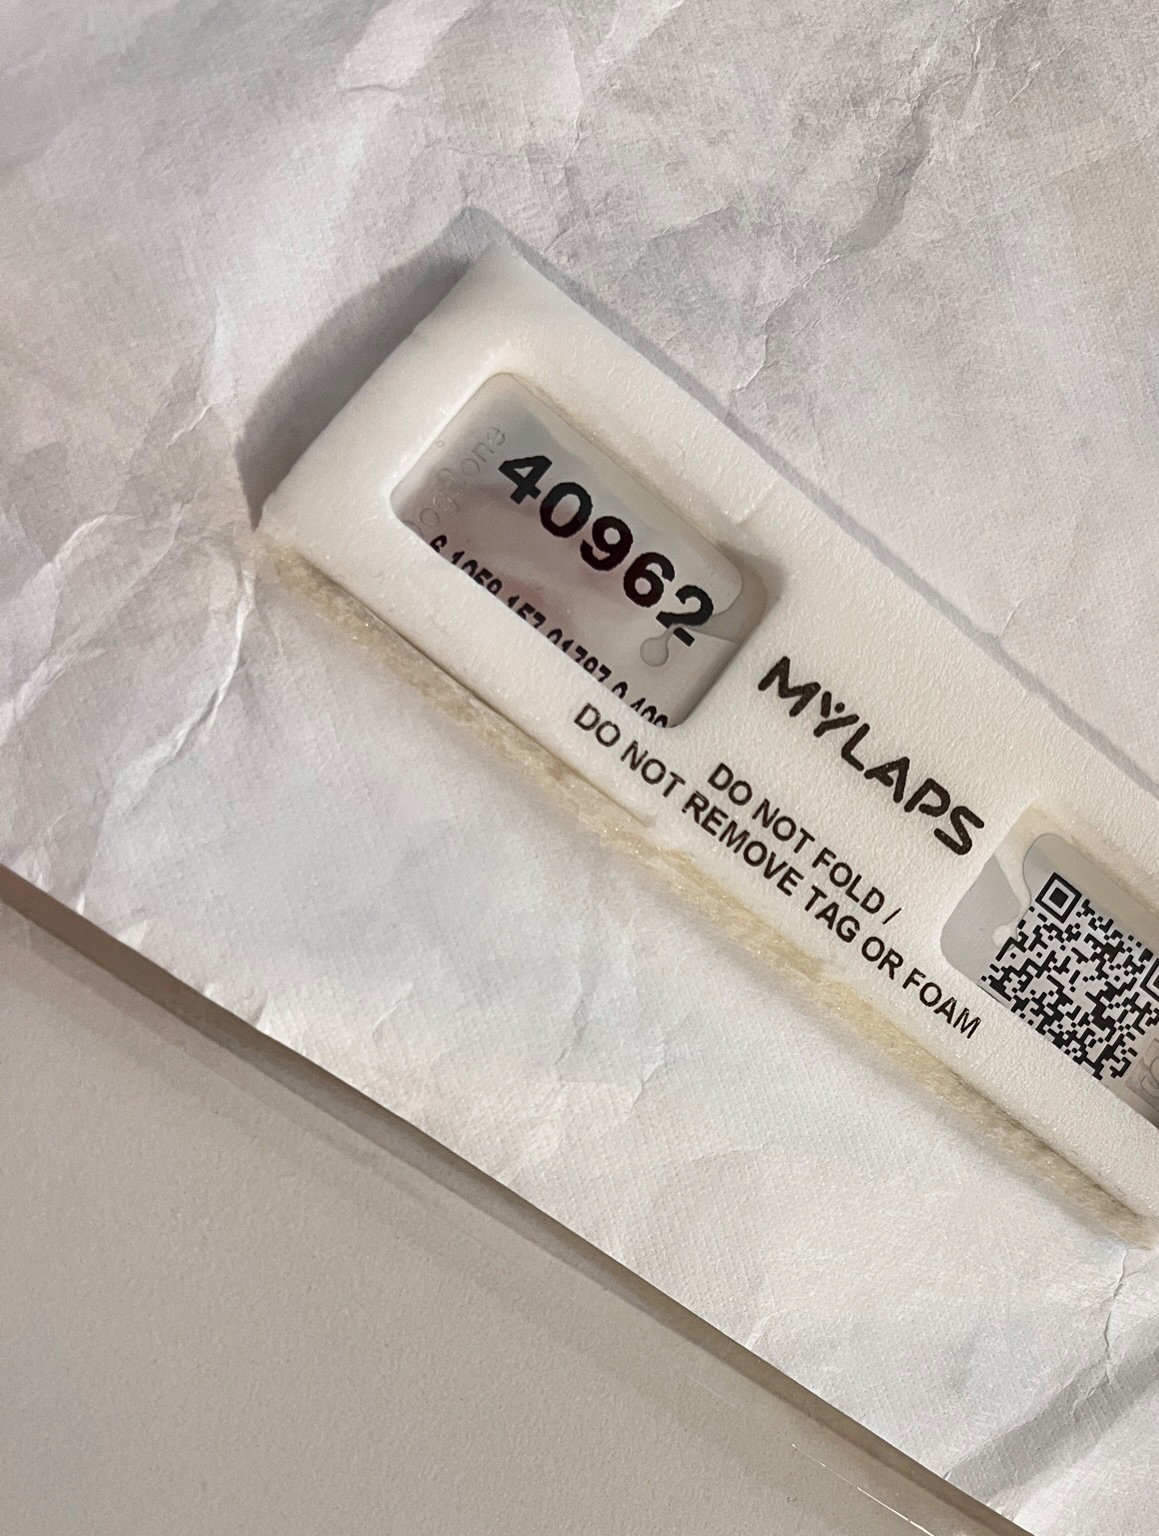 40962
MYLAPS
DO NOT FOLD /
DO NOT REMOVE TAG OR FOAM